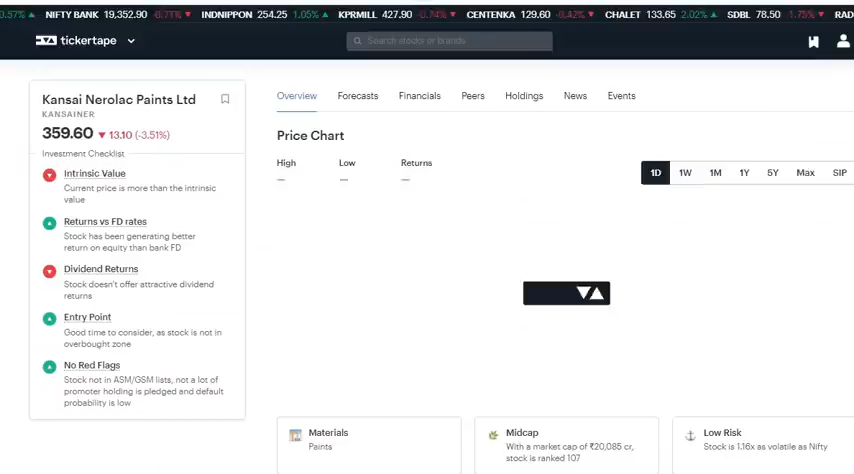 0.57% ▲ NIFTY BANK 19,352.90 -0.71% ▼ INDNIPPON 254.25 1.05% ▲ KPRMILL 427.90 -0.74% ▼ CENTENKA 129.60 -0.42% ▼ CHALET 133.65 2.02% ▲ SDBL 78.50 -1.75% ▼ RAD
tickertape
Search stocks or brands
Kansai Nerolac Paints Ltd
KANSAINER
359.60 ▼ 13.10 (-3.51%)
Investment Checklist
Intrinsic Value
Current price is more than the intrinsic
value
Returns vs FD rates
Stock has been generating better
return on equity than bank FD
Dividend Returns
Stock doesn't offer attractive dividend
returns
Entry Point
Good time to consider, as stock is not in
overbought zone
No Red Flags
Stock not in ASM/GSM lists, not a lot of
promoter holding is pledged and default
probability is low
Overview Forecasts Financials Peers Holdings News Events
Price Chart
High Low Returns
— — —
1D 1W 1M 1Y 5Y Max SIP
Materials
Paints
Midcap
With a market cap of ₹20,085 cr,
stock is ranked 107
Low Risk
Stock is 1.16x as volatile as Nifty